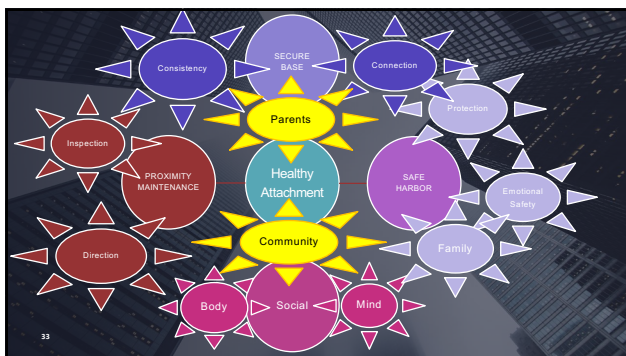 SECURE
BASE
Consistency
Connection
Parents
Protection
Inspection
PROXIMITY
MAINTENANCE
Healthy
Attachment
SAFE
HARBOR
Emotional
Safety
Community
Family
Direction
Body
Social
Mind
33